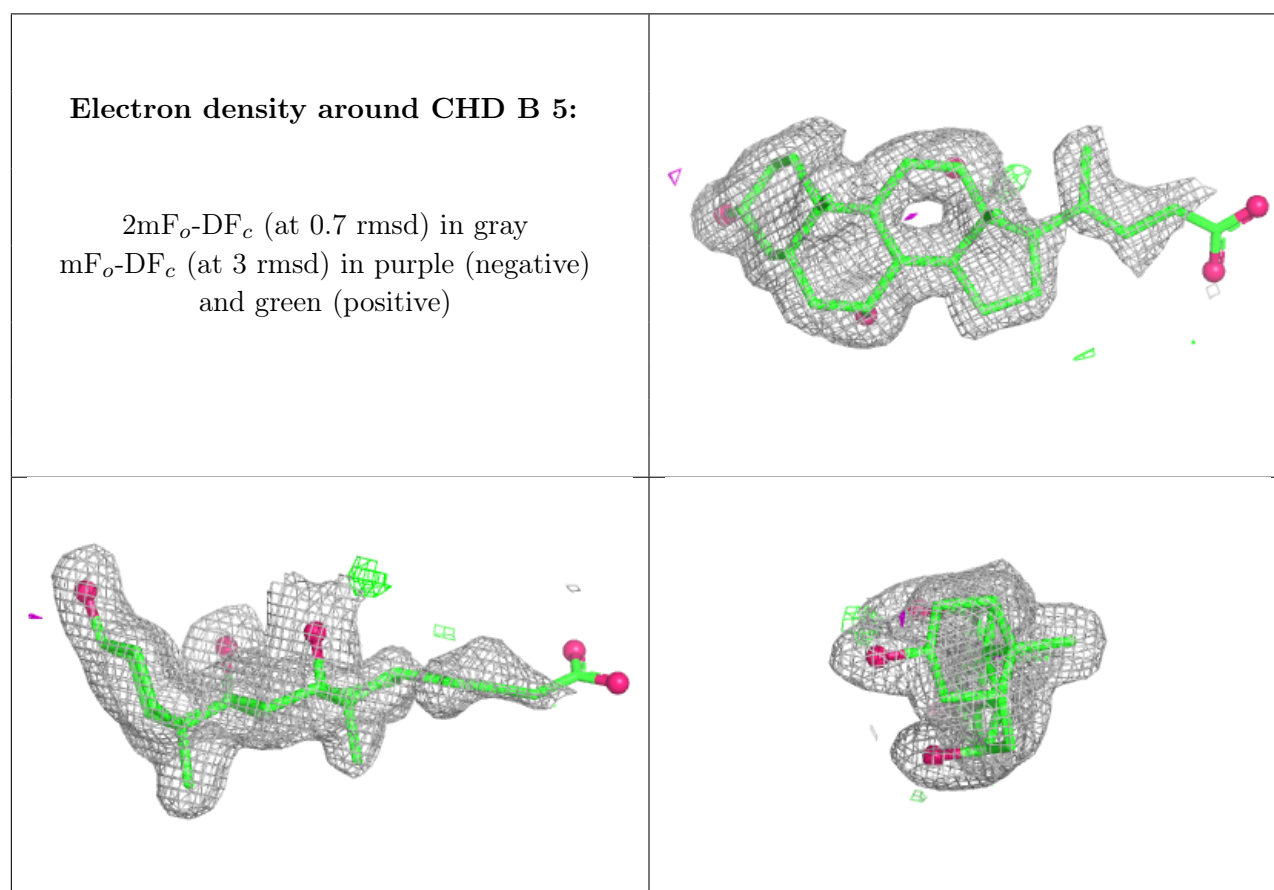 Electron density around CHD B 5:
2mFo-DFc (at 0.7 rmsd) in gray
mFo-DFc (at 3 rmsd) in purple (negative)
and green (positive)